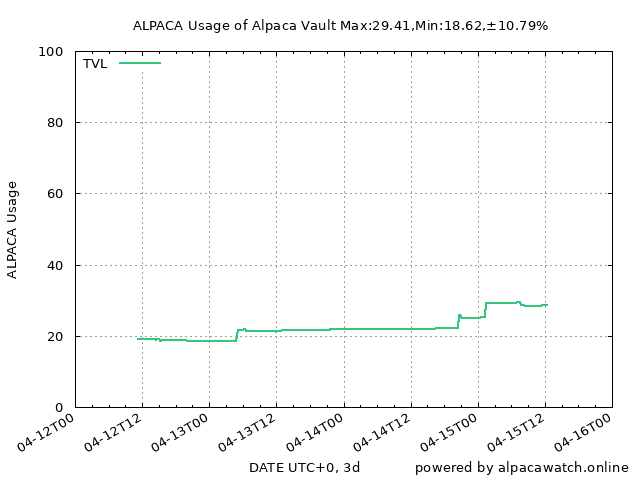 ALPACA Usage of Alpaca Vault Max:29.41,Min:18.62,±10.79%
TVL
100
80
60
40
20
0
ALPACA Usage
04-12T00
04-12T12
04-13T00
04-13T12
04-14T00
04-14T12
04-15T00
04-15T12
04-16T00
DATE UTC+0, 3d
powered by alpacawatch.online